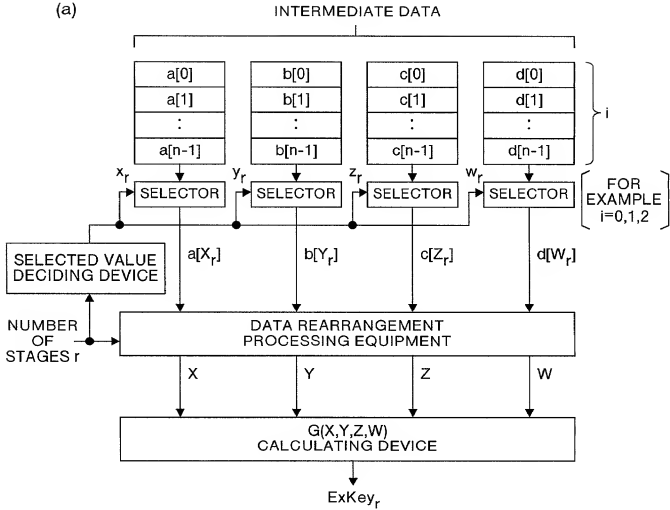 (a)
INTERMEDIATE DATA
a[0] b[0] c[0] d[0]
a[1] b[1] c[1] d[1]
: : : :
a[n-1] b[n-1] c[n-1] d[n-1]
i
xr yr zr wr
SELECTOR SELECTOR SELECTOR SELECTOR
FOR
EXAMPLE
i=0,1,2
SELECTED VALUE
DECIDING DEVICE
a[Xr] b[Yr] c[Zr] d[Wr]
NUMBER
OF
STAGES r
DATA REARRANGEMENT
PROCESSING EQUIPMENT
X Y Z W
G(X,Y,Z,W)
CALCULATING DEVICE
ExKeyr